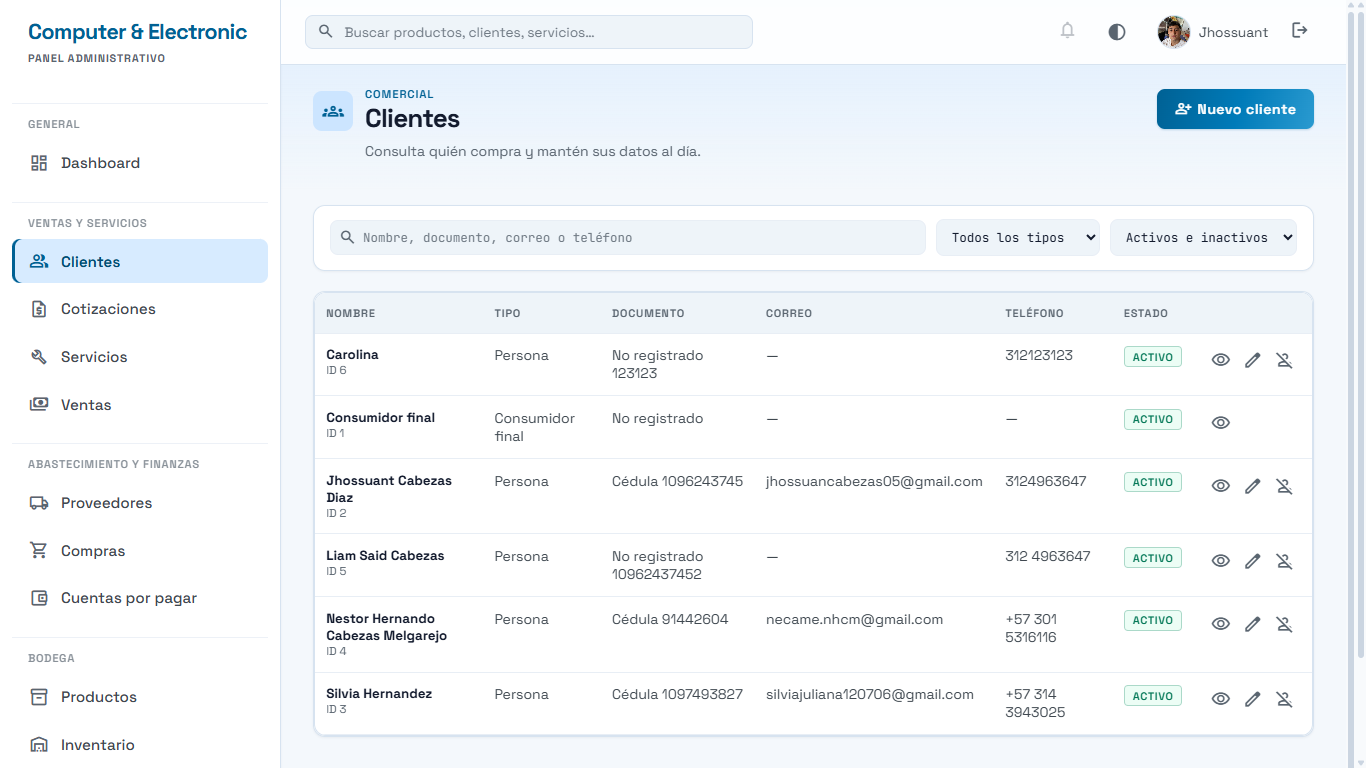 Computer & Electronic
PANEL ADMINISTRATIVO
GENERAL
Dashboard
VENTAS Y SERVICIOS
Clientes
Cotizaciones
Servicios
Ventas
ABASTECIMIENTO Y FINANZAS
Proveedores
Compras
Cuentas por pagar
BODEGA
Productos
Inventario
Buscar productos, clientes, servicios...
Jhossuant
COMERCIAL
Clientes
Consulta quién compra y mantén sus datos al día.
Nuevo cliente
Nombre, documento, correo o teléfono
Todos los tipos
Activos e inactivos
NOMBRE TIPO DOCUMENTO CORREO TELÉFONO ESTADO
Carolina Persona No registrado — 312123123 ACTIVO
ID 6 123123
Consumidor final Consumidor No registrado — — ACTIVO
ID 1 final
Jhossuant Cabezas Persona Cédula 1096243745 jhossuancabezas05@gmail.com 3124963647 ACTIVO
Diaz
ID 2
Liam Said Cabezas Persona No registrado — 312 4963647 ACTIVO
ID 5 10962437452
Nestor Hernando Persona Cédula 91442604 necame.nhcm@gmail.com +57 301 ACTIVO
Cabezas Melgarejo 5316116
ID 4
Silvia Hernandez Persona Cédula 1097493827 silviajuliana120706@gmail.com +57 314 ACTIVO
ID 3 3943025